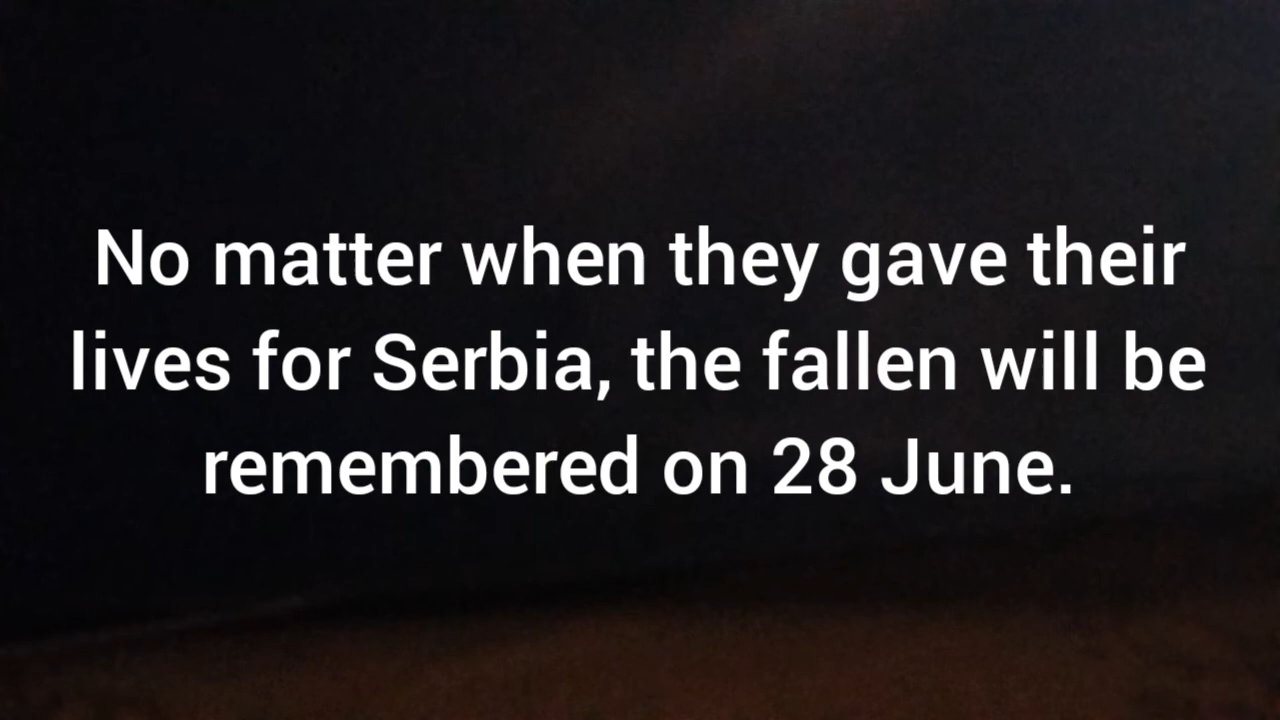 No matter when they gave their
lives for Serbia, the fallen will be
remembered on 28 June.